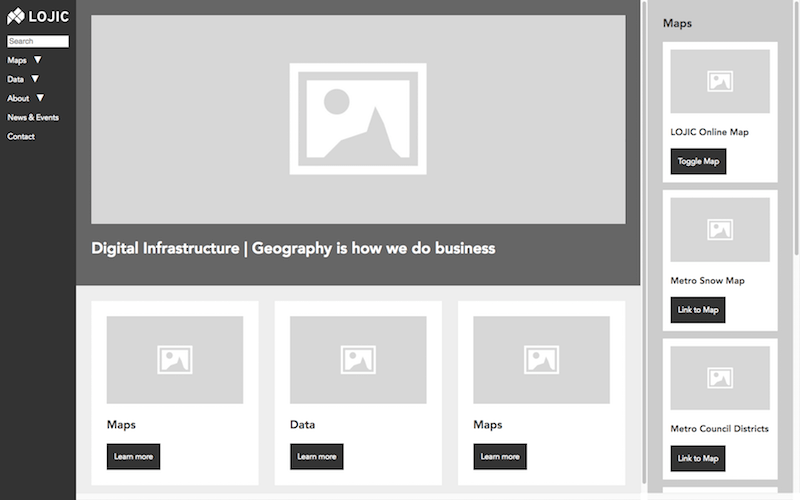 LOJIC
Search
Maps ▼
Data ▼
About ▼
News & Events
Contact
Digital Infrastructure | Geography is how we do business
Maps
Learn more
Data
Learn more
Maps
Learn more
Maps
LOJIC Online Map
Toggle Map
Metro Snow Map
Link to Map
Metro Council Districts
Link to Map